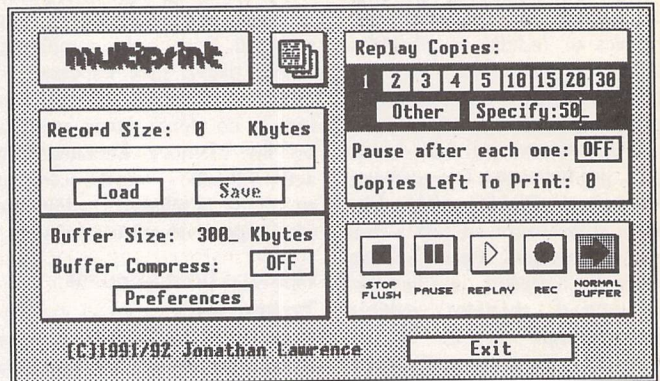 multiprint
Record Size: 0 Kbytes
Load Save
Buffer Size: 300_ Kbytes
Buffer Compress: OFF
Preferences
Replay Copies:
1 2 3 4 5 10 15 20 30
Other Specify:50_
Pause after each one: OFF
Copies Left To Print: 0
STOP FLUSH
PAUSE
REPLAY
REC
NORMAL BUFFER
[C]1991/92 Jonathan Lawrence
Exit